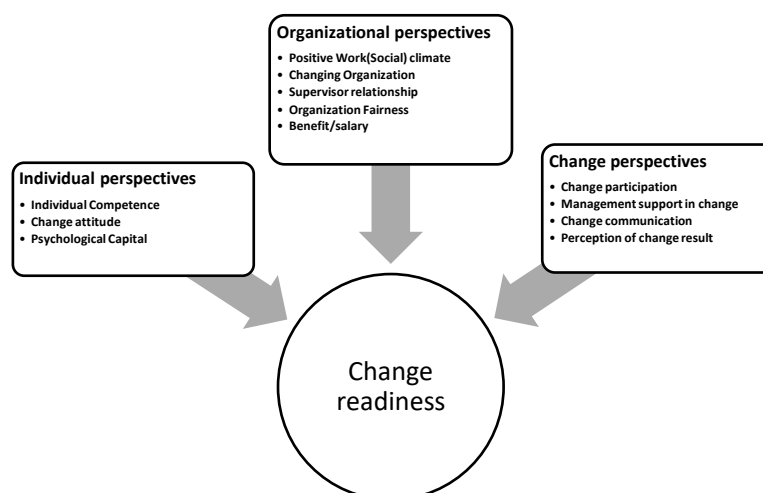 Organizational perspectives
• Positive Work(Social) climate
• Changing Organization
• Supervisor relationship
• Organization Fairness
• Benefit/salary
Individual perspectives
• Individual Competence
• Change attitude
• Psychological Capital
Change perspectives
• Change participation
• Management support in change
• Change communication
• Perception of change result
Change
readiness